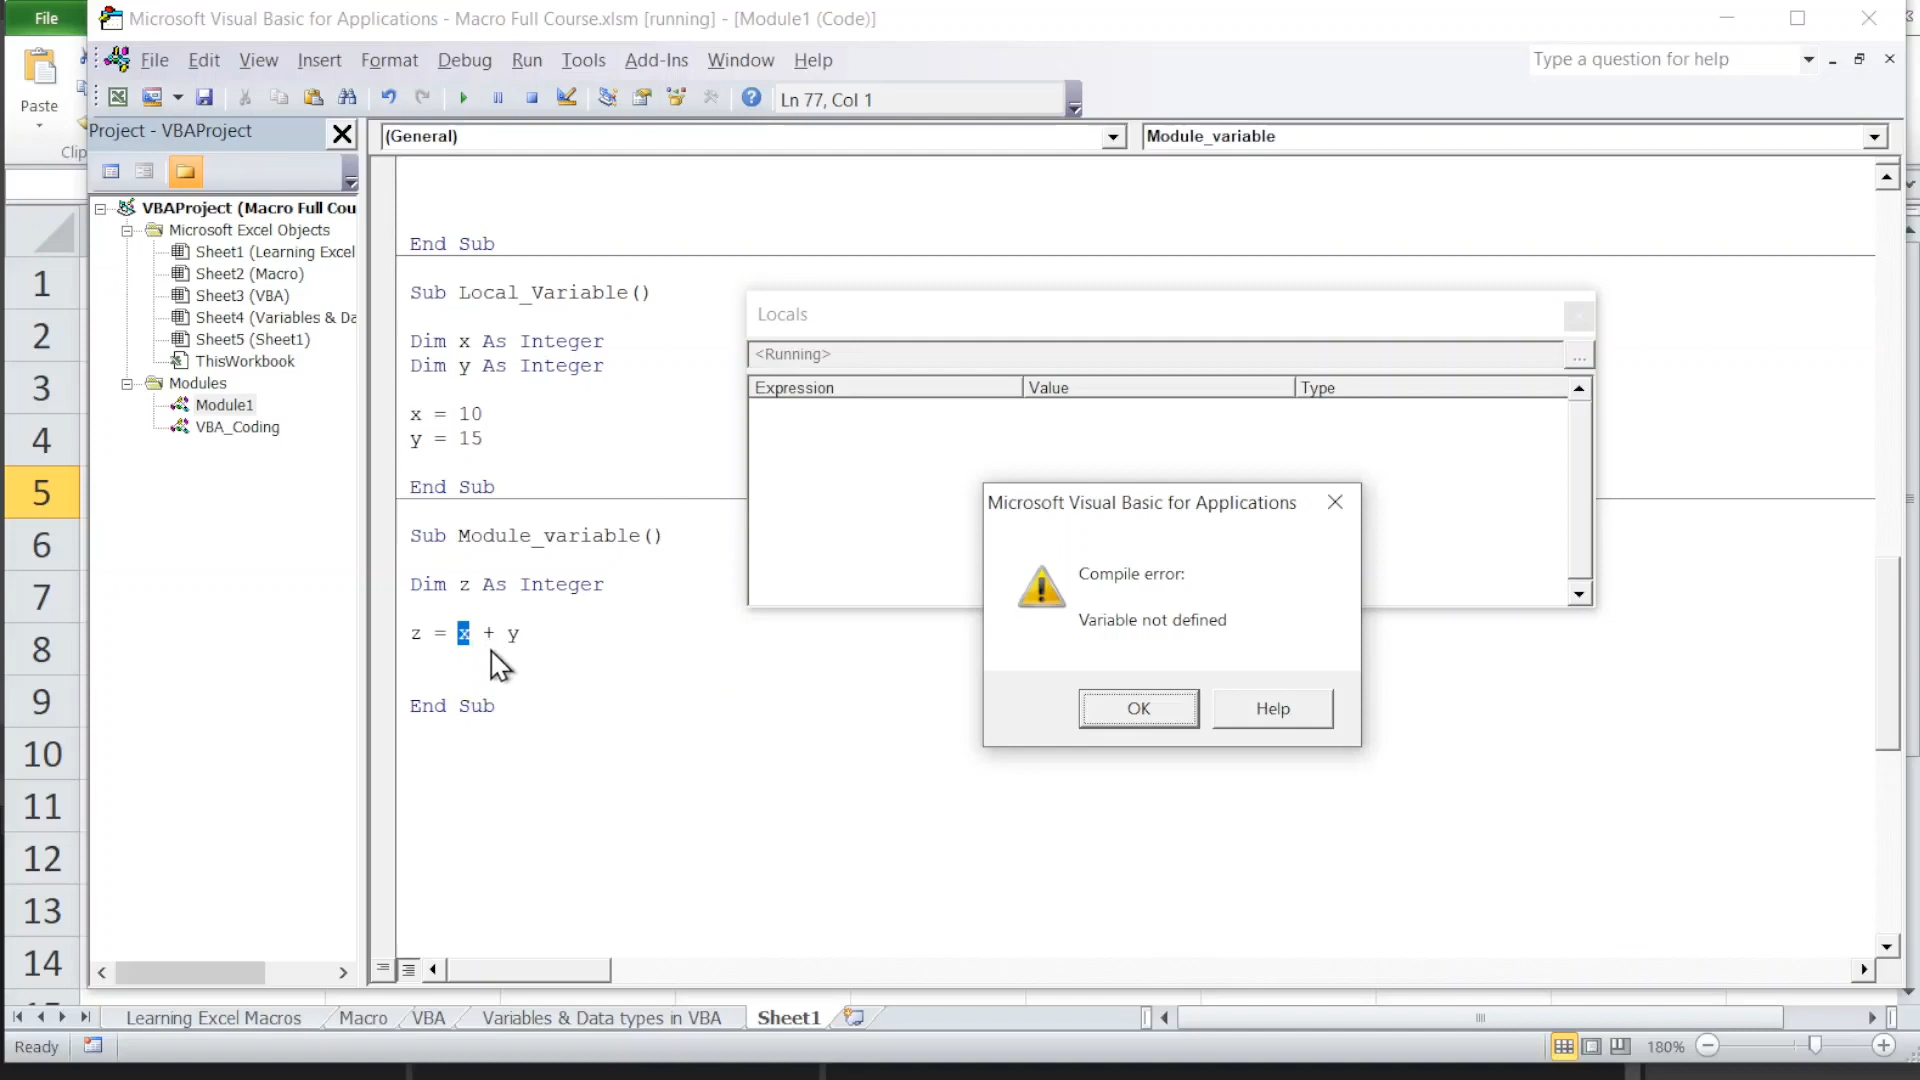 File
Microsoft Visual Basic for Applications - Macro Full Course.xlsm [running] - [Module1 (Code)]
File Edit View Insert Format Debug Run Tools Add-Ins Window Help
Type a question for help
Paste
Ln 77, Col 1
Clip
Project - VBAProject
(General)
Module_variable
VBAProject (Macro Full Cou
Microsoft Excel Objects
Sheet1 (Learning Excel
Sheet2 (Macro)
Sheet3 (VBA)
Sheet4 (Variables & Da
Sheet5 (Sheet1)
ThisWorkbook
Modules
Module1
VBA_Coding
End Sub
Sub Local_Variable()
Dim x As Integer
Dim y As Integer
x = 10
y = 15
End Sub
Sub Module_variable()
Dim z As Integer
z = x + y
End Sub
Locals
<Running>
...
Expression Value Type
Microsoft Visual Basic for Applications
Compile error:
Variable not defined
OK Help
1
2
3
4
5
6
7
8
9
10
11
12
13
14
Learning Excel Macros Macro VBA Variables & Data types in VBA Sheet1
Ready
180%